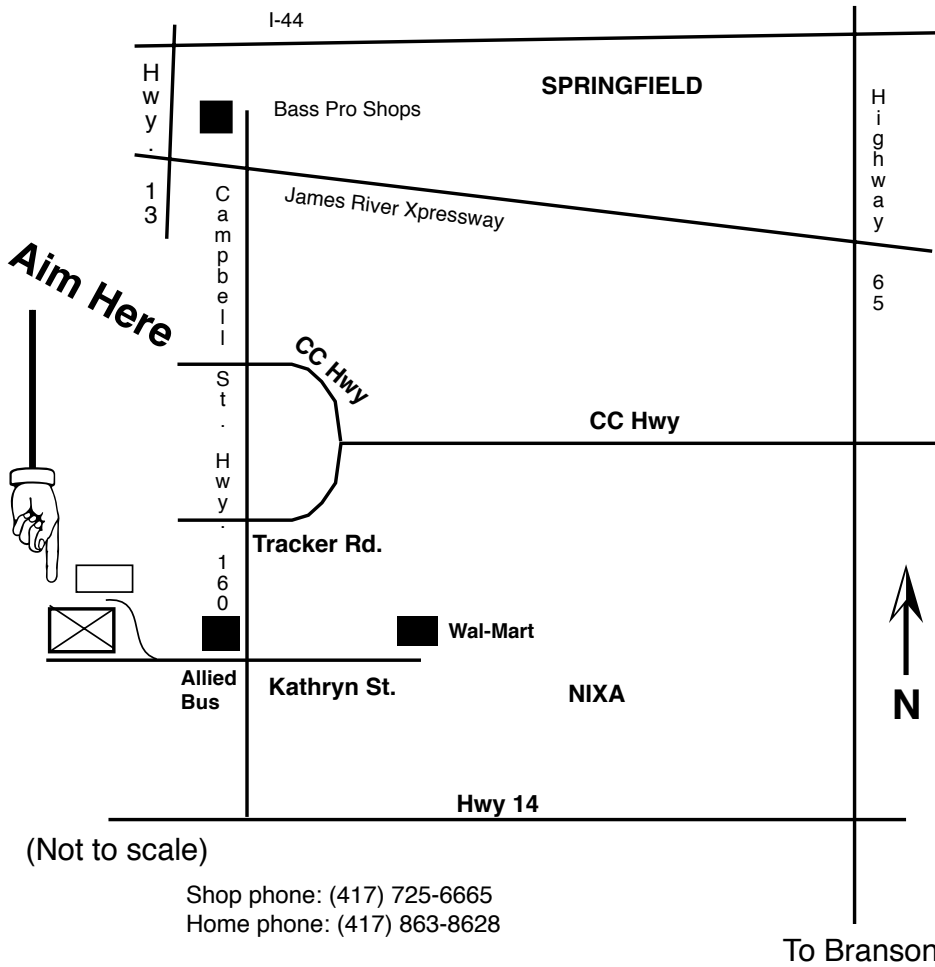 I-44
SPRINGFIELD
Hwy. 13
Bass Pro Shops
Highway 65
James River Xpressway
Campbell St. Hwy. 160
Aim Here
CC Hwy
CC Hwy
Tracker Rd.
Wal-Mart
Allied
Bus
Kathryn St.
NIXA
N
Hwy 14
(Not to scale)
Shop phone: (417) 725-6665
Home phone: (417) 863-8628
To Branson